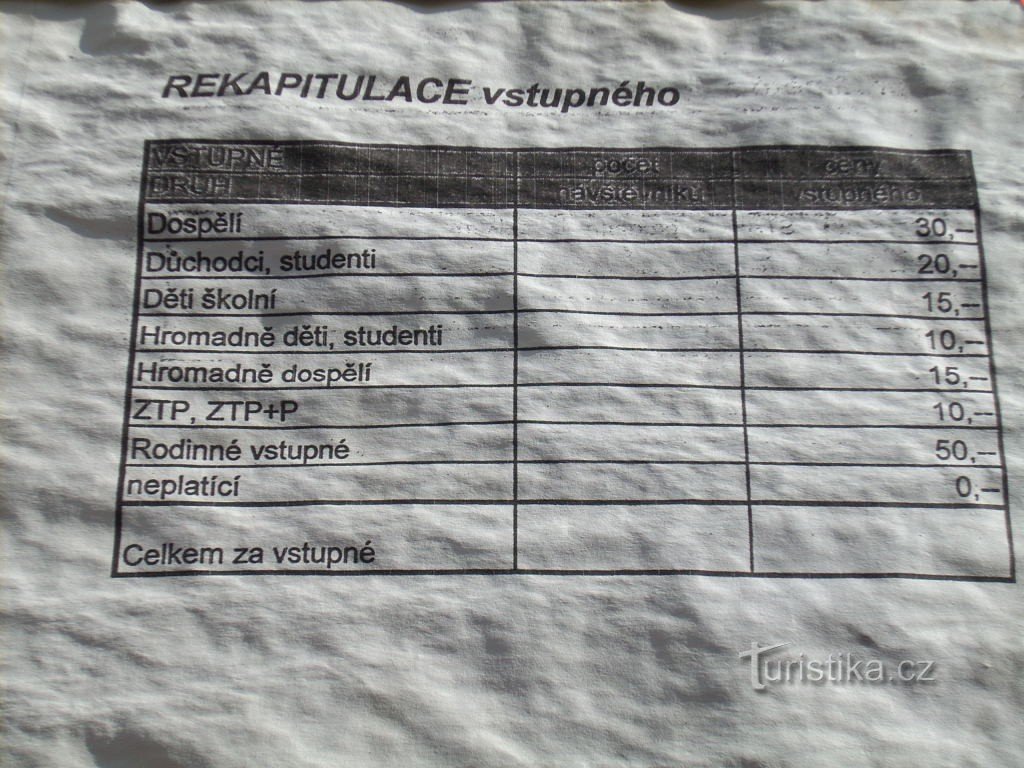 REKAPITULACE vstupného
VSTUPNÉ počet ceny
DRUH návštěvníků vstupného
Dospělí 30,--
Důchodci, studenti 20,--
Děti školní 15,--
Hromadně děti, studenti 10,--
Hromadně dospělí 15,--
ZTP, ZTP+P 10,--
Rodinné vstupné 50,--
neplatící 0,--
Celkem za vstupné
Turistika.cz